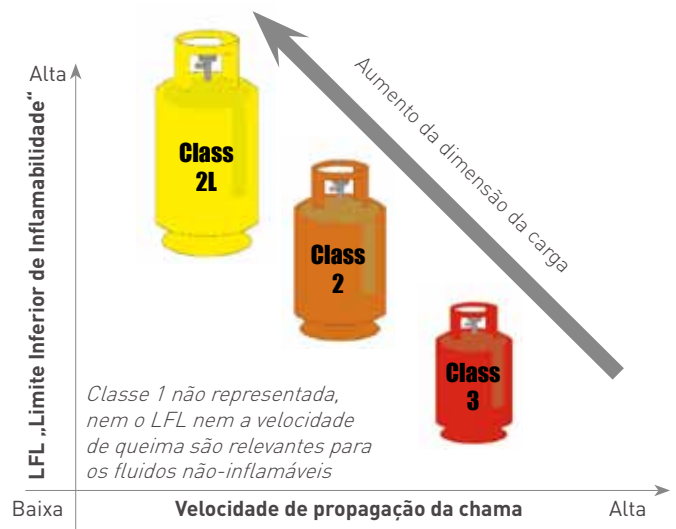 Alta
LFL „Limite Inferior de Inflamabilidade“
Class
2L
Class
2
Class
3
Aumento da dimensão da carga
Classe 1 não representada,
nem o LFL nem a velocidade
de queima são relevantes para
os fluidos não-inflamáveis
Baixa
Velocidade de propagação da chama
Alta